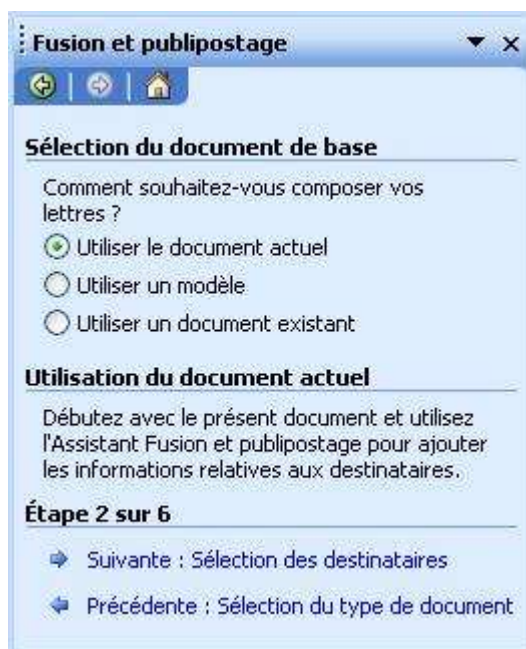 Fusion et publipostage
Sélection du document de base
Comment souhaitez-vous composer vos
lettres ?
Utiliser le document actuel
Utiliser un modèle
Utiliser un document existant
Utilisation du document actuel
Débutez avec le présent document et utilisez
l'Assistant Fusion et publipostage pour ajouter
les informations relatives aux destinataires.
Étape 2 sur 6
Suivante : Sélection des destinataires
Précédente : Sélection du type de document